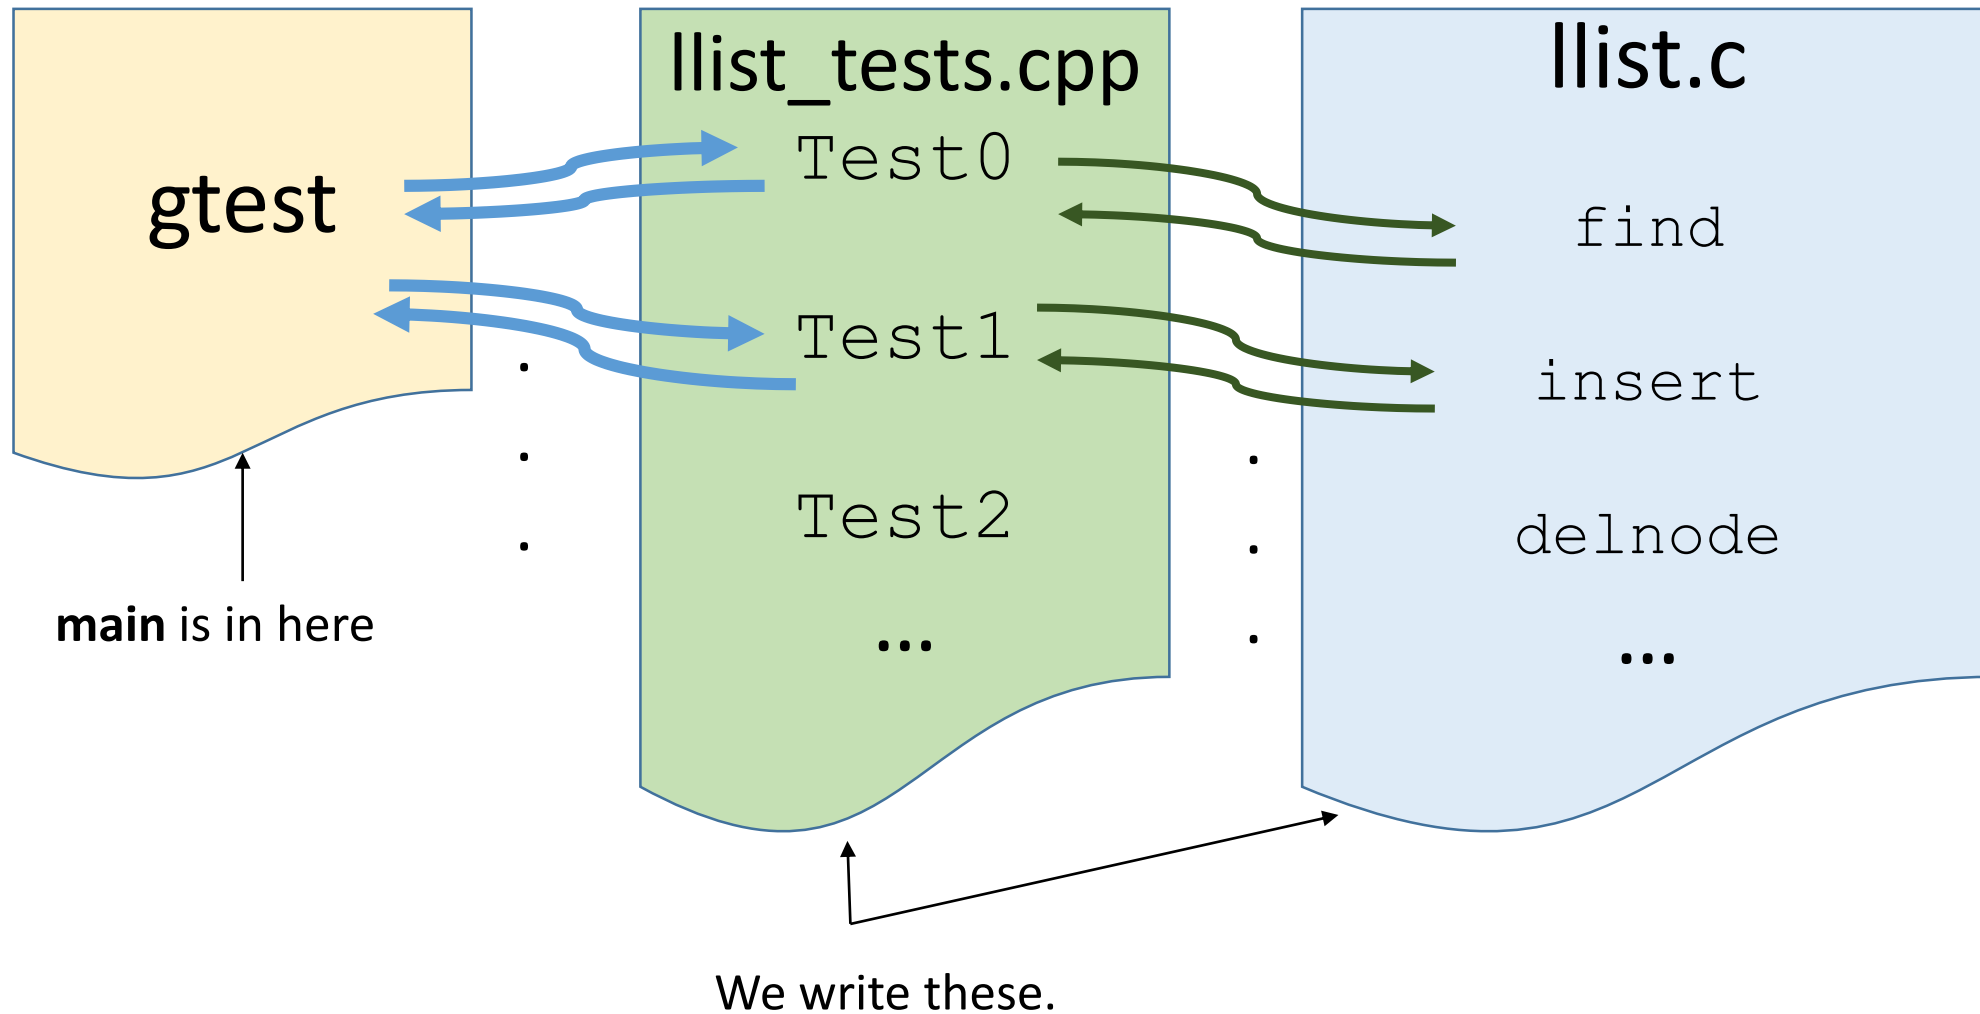 gtest
main is in here
llist_tests.cpp
Test0
Test1
Test2
...
llist.c
find
insert
delnode
...
We write these.